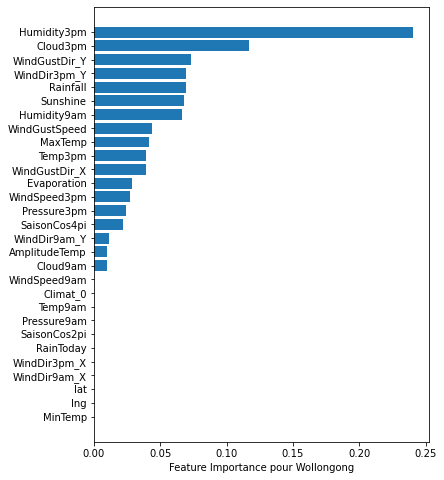 Humidity3pm
Cloud3pm
WindGustDir_Y
WindDir3pm_Y
Rainfall
Sunshine
Humidity9am
WindGustSpeed
MaxTemp
Temp3pm
WindGustDir_X
Evaporation
WindSpeed3pm
Pressure3pm
SaisonCos4pi
WindDir9am_Y
AmplitudeTemp
Cloud9am
WindSpeed9am
Climat_0
Temp9am
Pressure9am
SaisonCos2pi
RainToday
WindDir3pm_X
WindDir9am_X
lat
lng
MinTemp
0.00 0.05 0.10 0.15 0.20 0.25
Feature Importance pour Wollongong